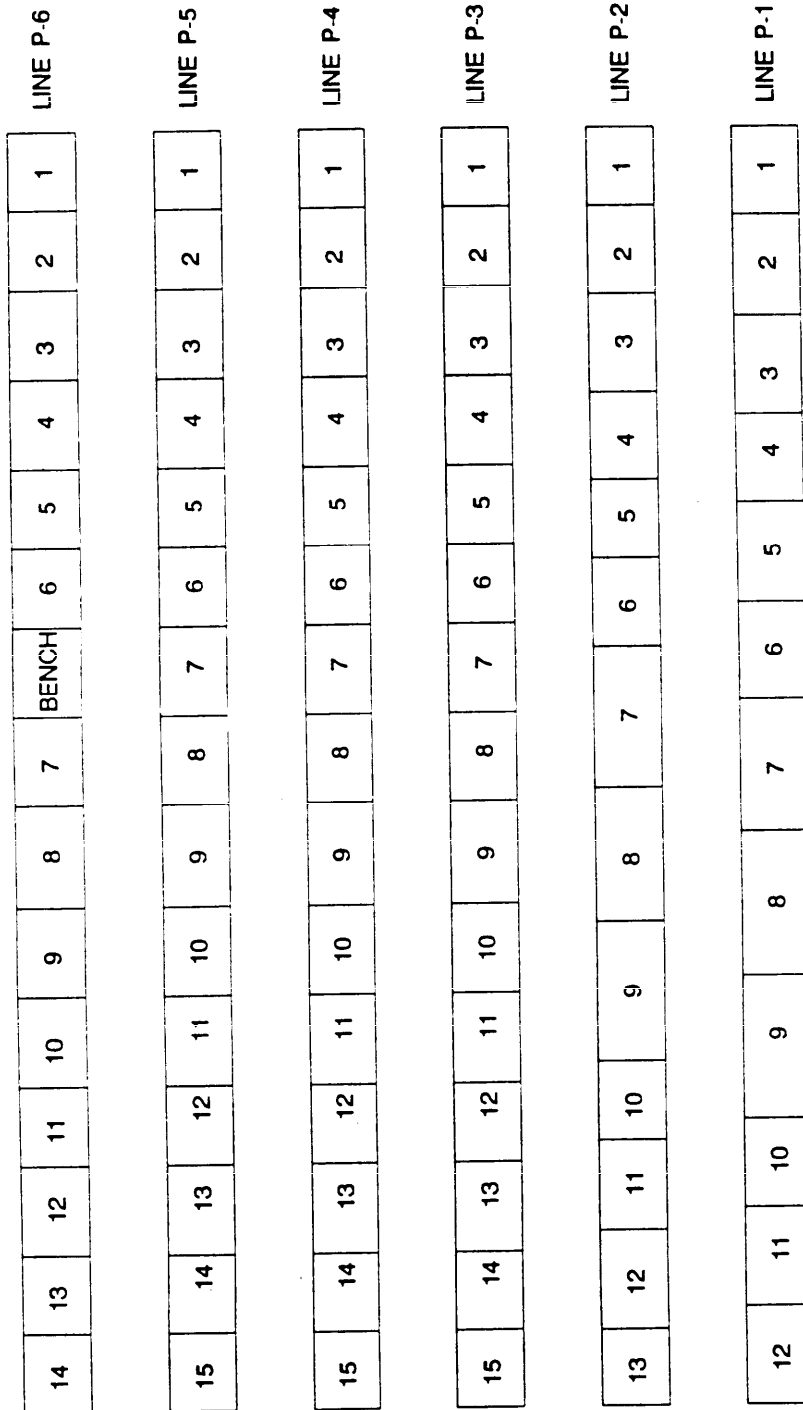 14 13 12 11 10 9 8 7 BENCH 6 5 4 3 2 1 LINE P-6
15 14 13 12 11 10 9 8 7 6 5 4 3 2 1 LINE P-5
15 14 13 12 11 10 9 8 7 6 5 4 3 2 1 LINE P-4
15 14 13 12 11 10 9 8 7 6 5 4 3 2 1 LINE P-3
13 12 11 10 9 8 7 6 5 4 3 2 1 LINE P-2
12 11 10 9 8 7 6 5 4 3 2 1 LINE P-1